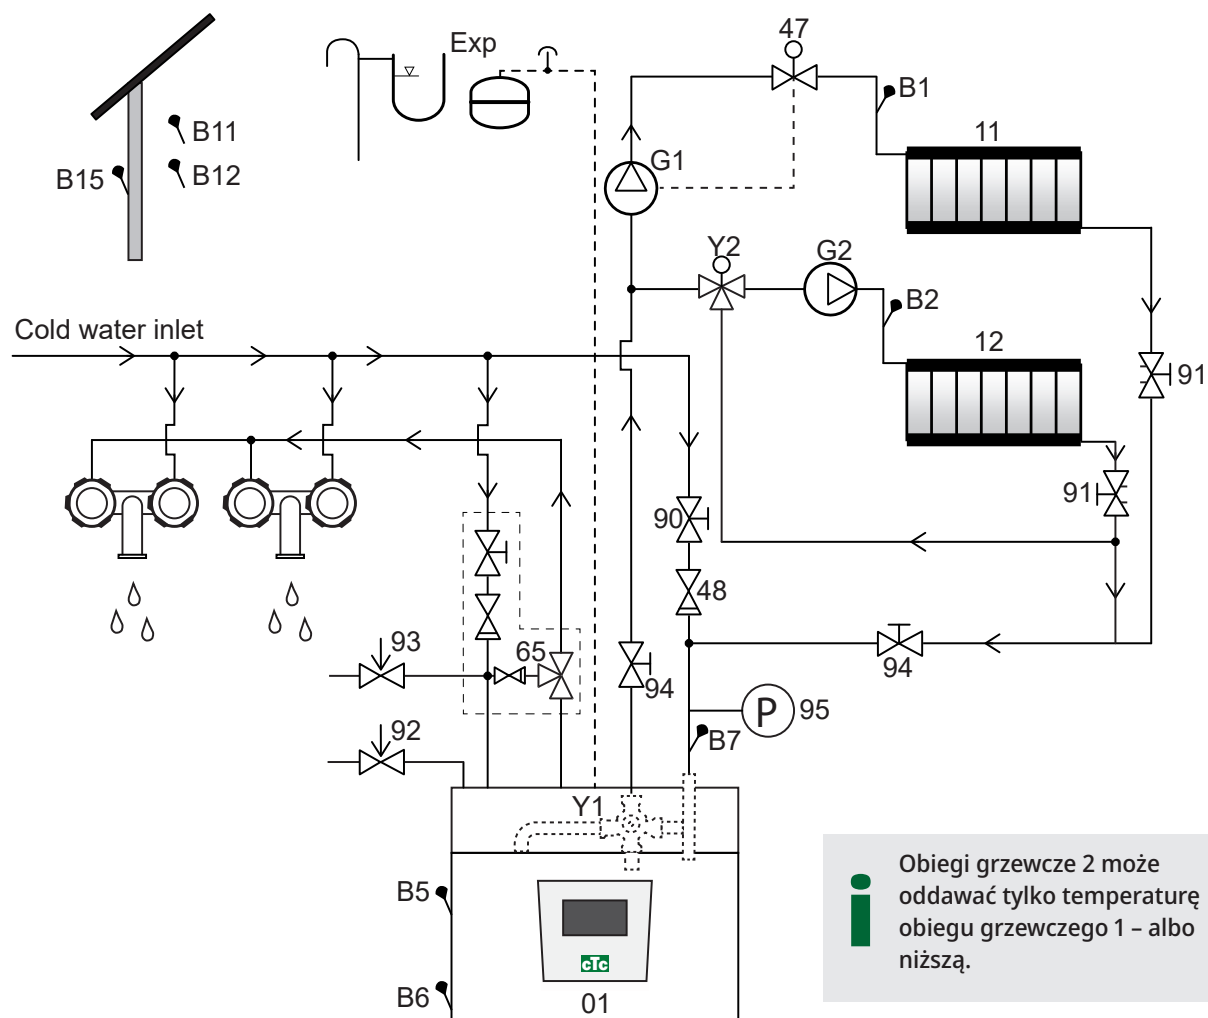 47
Exp
B1
B11
11
G1
B12
B15
Y2
G2
B2
Cold water inlet
12
91
91
90
48
93
65
94
94
95
P
92
B7
Y1
Obiegi grzewcze 2 może
oddawać tylko temperaturę
obiegu grzewczego 1 – albo
niższą.
i
B5
cTc
B6
01